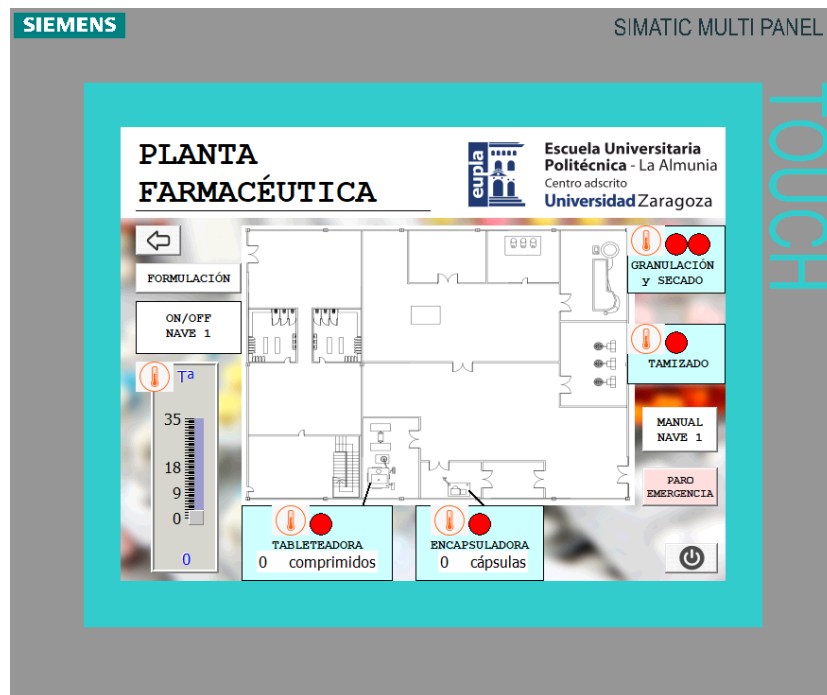 SIEMENS
SIMATIC MULTI PANEL
TOUCH
PLANTA
FARMACÉUTICA
eupla
Escuela Universitaria
Politécnica - La Almunia
Centro adscrito
Universidad Zaragoza
FORMULACIÓN
ON/OFF
NAVE 1
Tª
35
18
9
0
0
GRANULACIÓN
y SECADO
TAMIZADO
MANUAL
NAVE 1
PARO
EMERGENCIA
TABLETEADORA
0 comprimidos
ENCAPSULADORA
0 cápsulas